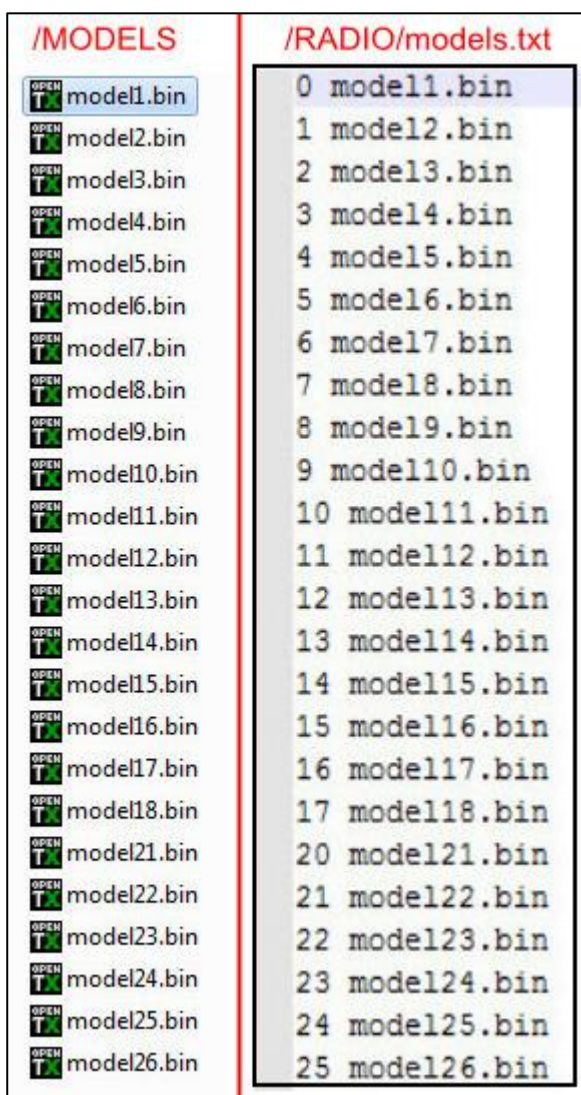 /MODELS
model1.bin
model2.bin
model3.bin
model4.bin
model5.bin
model6.bin
model7.bin
model8.bin
model9.bin
model10.bin
model11.bin
model12.bin
model13.bin
model14.bin
model15.bin
model16.bin
model17.bin
model18.bin
model21.bin
model22.bin
model23.bin
model24.bin
model25.bin
model26.bin
/RADIO/models.txt
0 model1.bin
1 model2.bin
2 model3.bin
3 model4.bin
4 model5.bin
5 model6.bin
6 model7.bin
7 model8.bin
8 model9.bin
9 model10.bin
10 model11.bin
11 model12.bin
12 model13.bin
13 model14.bin
14 model15.bin
15 model16.bin
16 model17.bin
17 model18.bin
20 model21.bin
21 model22.bin
22 model23.bin
23 model24.bin
24 model25.bin
25 model26.bin